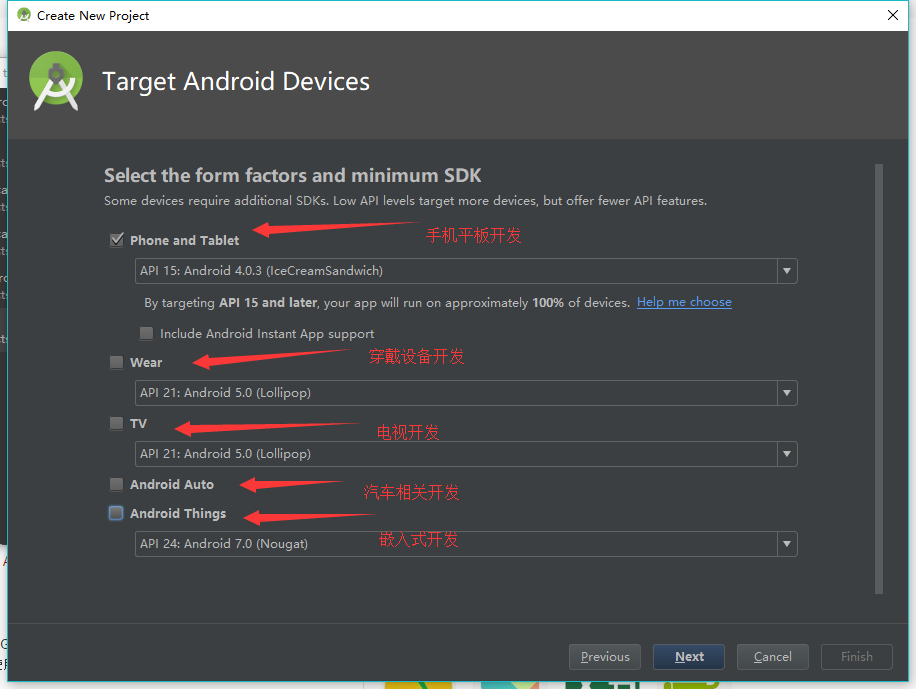 Create New Project
Target Android Devices
Select the form factors and minimum SDK
Some devices require additional SDKs. Low API levels target more devices, but offer fewer API features.
Phone and Tablet
手机平板开发
API 15: Android 4.0.3 (IceCreamSandwich)
By targeting API 15 and later, your app will run on approximately 100% of devices. Help me choose
Include Android Instant App support
Wear
穿戴设备开发
API 21: Android 5.0 (Lollipop)
TV
电视开发
API 21: Android 5.0 (Lollipop)
Android Auto
汽车相关开发
Android Things
嵌入式开发
API 24: Android 7.0 (Nougat)
Previous
Next
Cancel
Finish